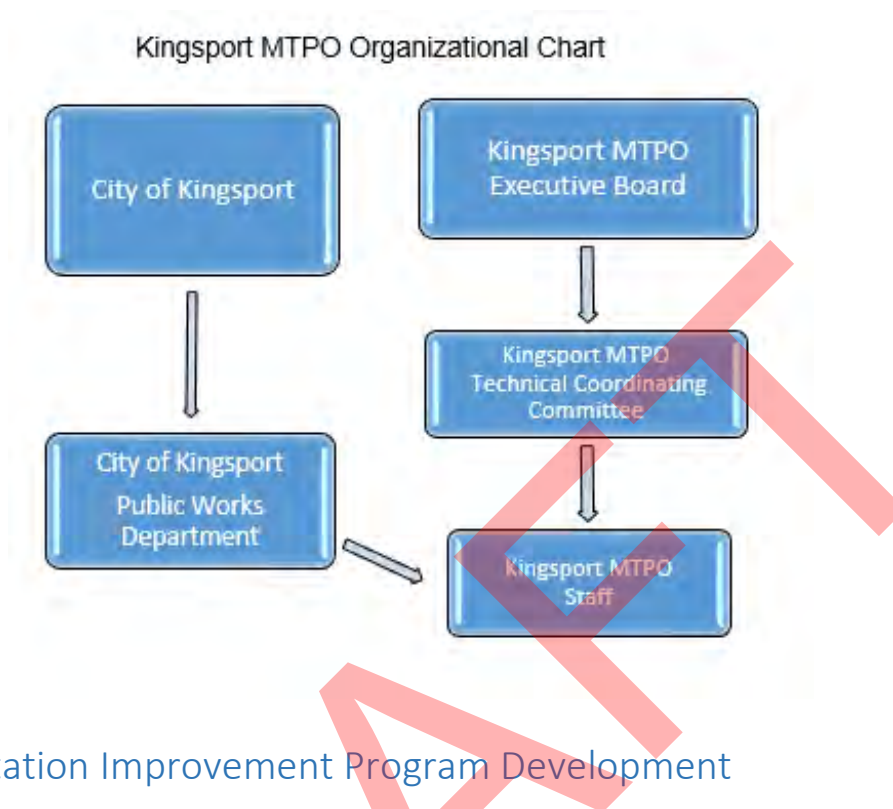 Kingsport MTPO Organizational Chart
City of Kingsport
Kingsport MTPO
Executive Board
Kingsport MTPO
Technical Coordinating
Committee
City of Kingsport
Public Works
Department
Kingsport MTPO
Staff
ation Improvement Program Development
AFT